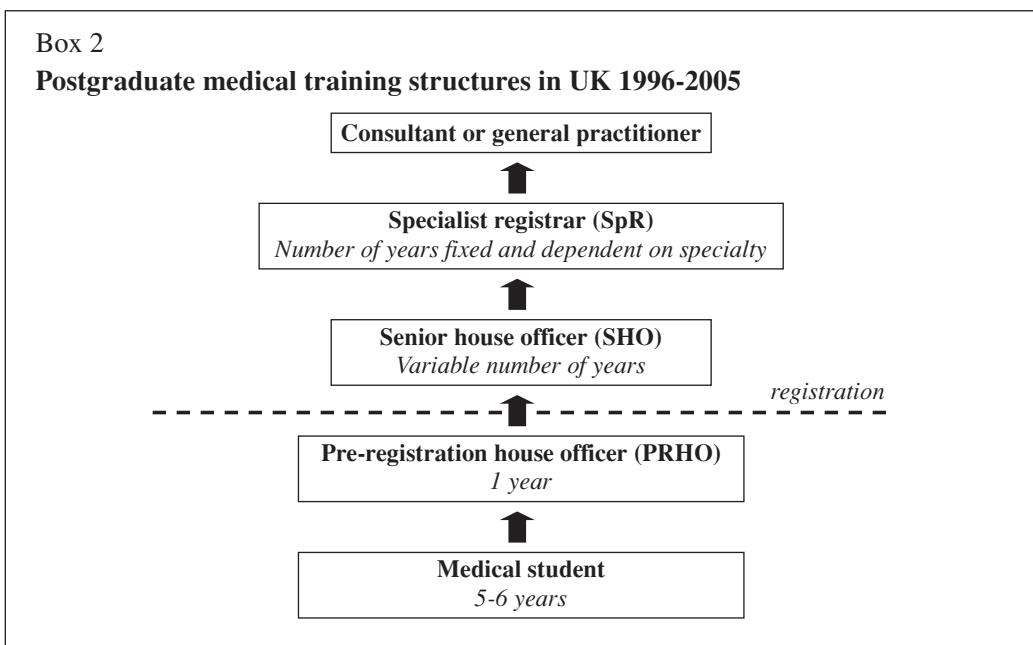 Box 2
Postgraduate medical training structures in UK 1996-2005
Consultant or general practitioner
Specialist registrar (SpR)
Number of years fixed and dependent on specialty
Senior house officer (SHO)
Variable number of years
registration
Pre-registration house officer (PRHO)
1 year
Medical student
5-6 years